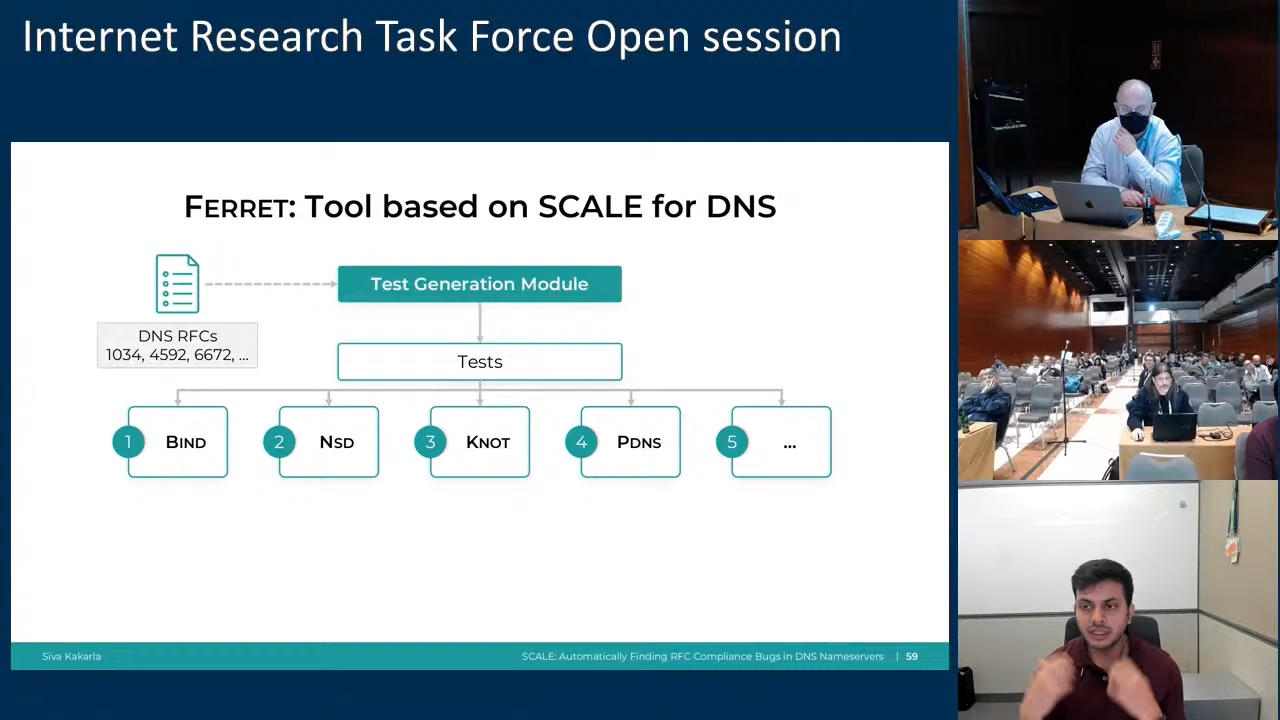 Internet Research Task Force Open session
FERRET: Tool based on SCALE for DNS
Test Generation Module
DNS RFCs
1034, 4592, 6672, ...
Tests
1 BIND
2 NSD
3 KNOT
4 PDNS
5 ...
Siva Kakarla
SCALE: Automatically Finding RFC Compliance Bugs in DNS Nameservers | 59